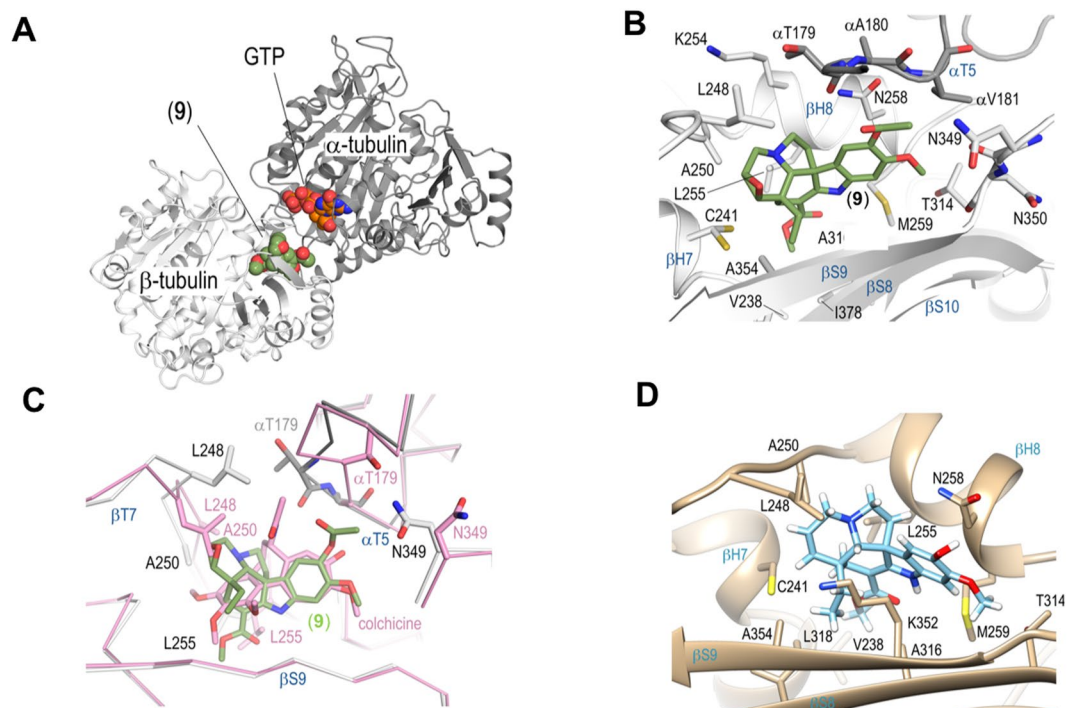 A
GTP
(9)
α-tubulin
β-tubulin
B
αT179
αA180
K254
αT5
L248
βH8
N258
αV181
N349
A250
L255
(9)
T314
N350
C241
M259
A31
βH7
A354
βS9
βS8
V238
I378
βS10
C
αT179
L248
αT179
βT7
L248
A250
N349
αT5
N349
A250
(9)
colchicine
L255
L255
βS9
D
A250
βH8
N258
L248
L255
βH7
C241
T314
K352
A354
L318
V238
M259
βS9
A316